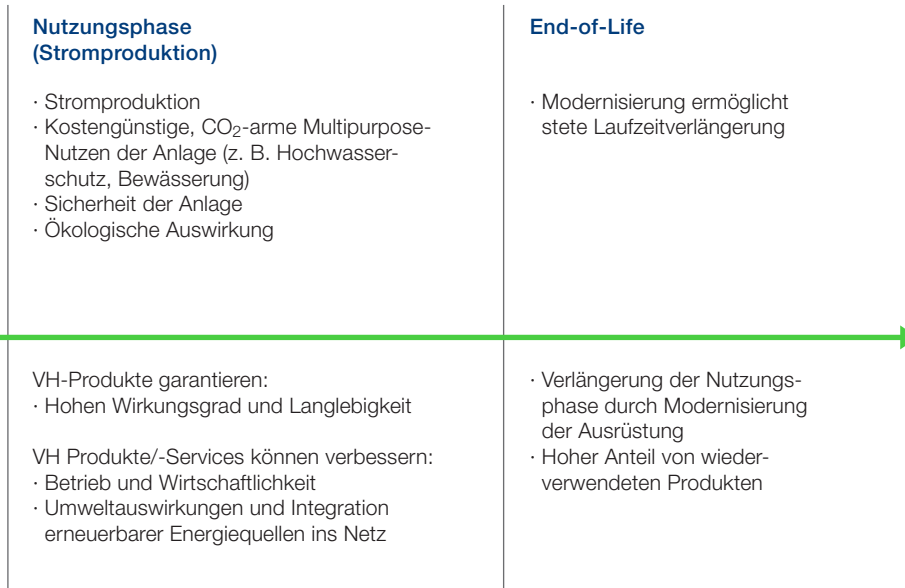 Nutzungsphase
(Stromproduktion)
· Stromproduktion
· Kostengünstige, CO₂-arme Multipurpose-
Nutzen der Anlage (z. B. Hochwasser-
schutz, Bewässerung)
· Sicherheit der Anlage
· Ökologische Auswirkung
End-of-Life
· Modernisierung ermöglicht
stete Laufzeitverlängerung
VH-Produkte garantieren:
· Hohen Wirkungsgrad und Langlebigkeit
VH Produkte/-Services können verbessern:
· Betrieb und Wirtschaftlichkeit
· Umweltauswirkungen und Integration
erneuerbarer Energiequellen ins Netz
· Verlängerung der Nutzungs-
phase durch Modernisierung
der Ausrüstung
· Hoher Anteil von wieder-
verwendeten Produkten